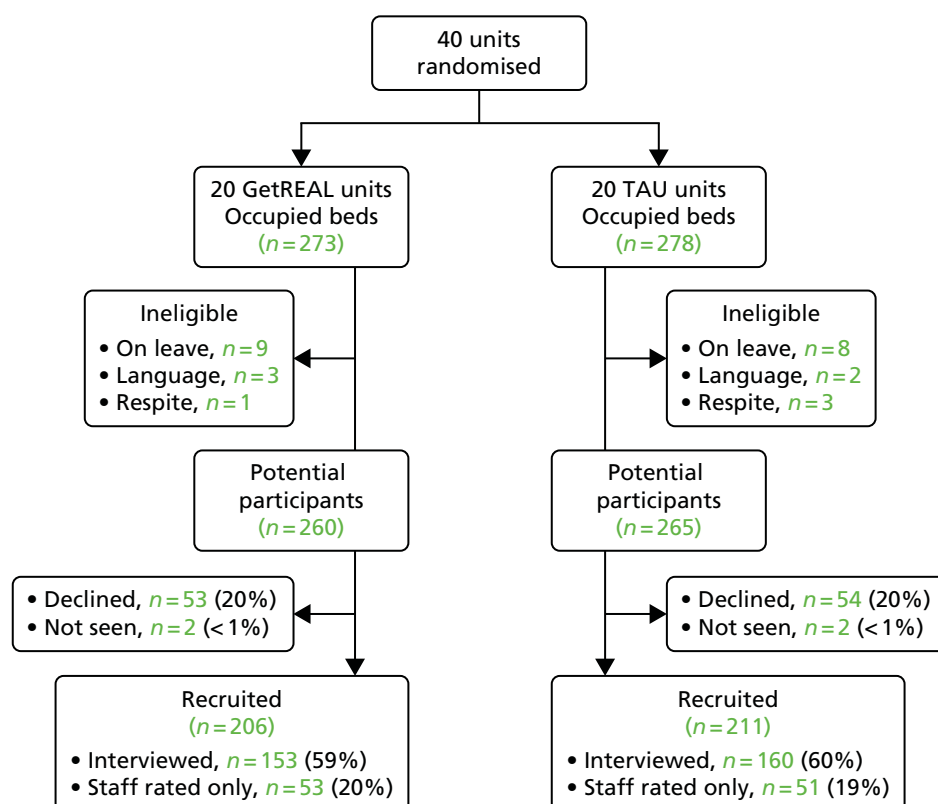 40 units
randomised
20 GetREAL units
Occupied beds
(n=273)
20 TAU units
Occupied beds
(n=278)
Ineligible
• On leave, n=9
• Language, n=3
• Respite, n=1
Ineligible
• On leave, n=8
• Language, n=2
• Respite, n=3
Potential
participants
(n=260)
Potential
participants
(n=265)
• Declined, n=53 (20%)
• Not seen, n=2 (<1%)
• Declined, n=54 (20%)
• Not seen, n=2 (<1%)
Recruited
(n=206)
• Interviewed, n=153 (59%)
• Staff rated only, n=53 (20%)
Recruited
(n=211)
• Interviewed, n=160 (60%)
• Staff rated only, n=51 (19%)